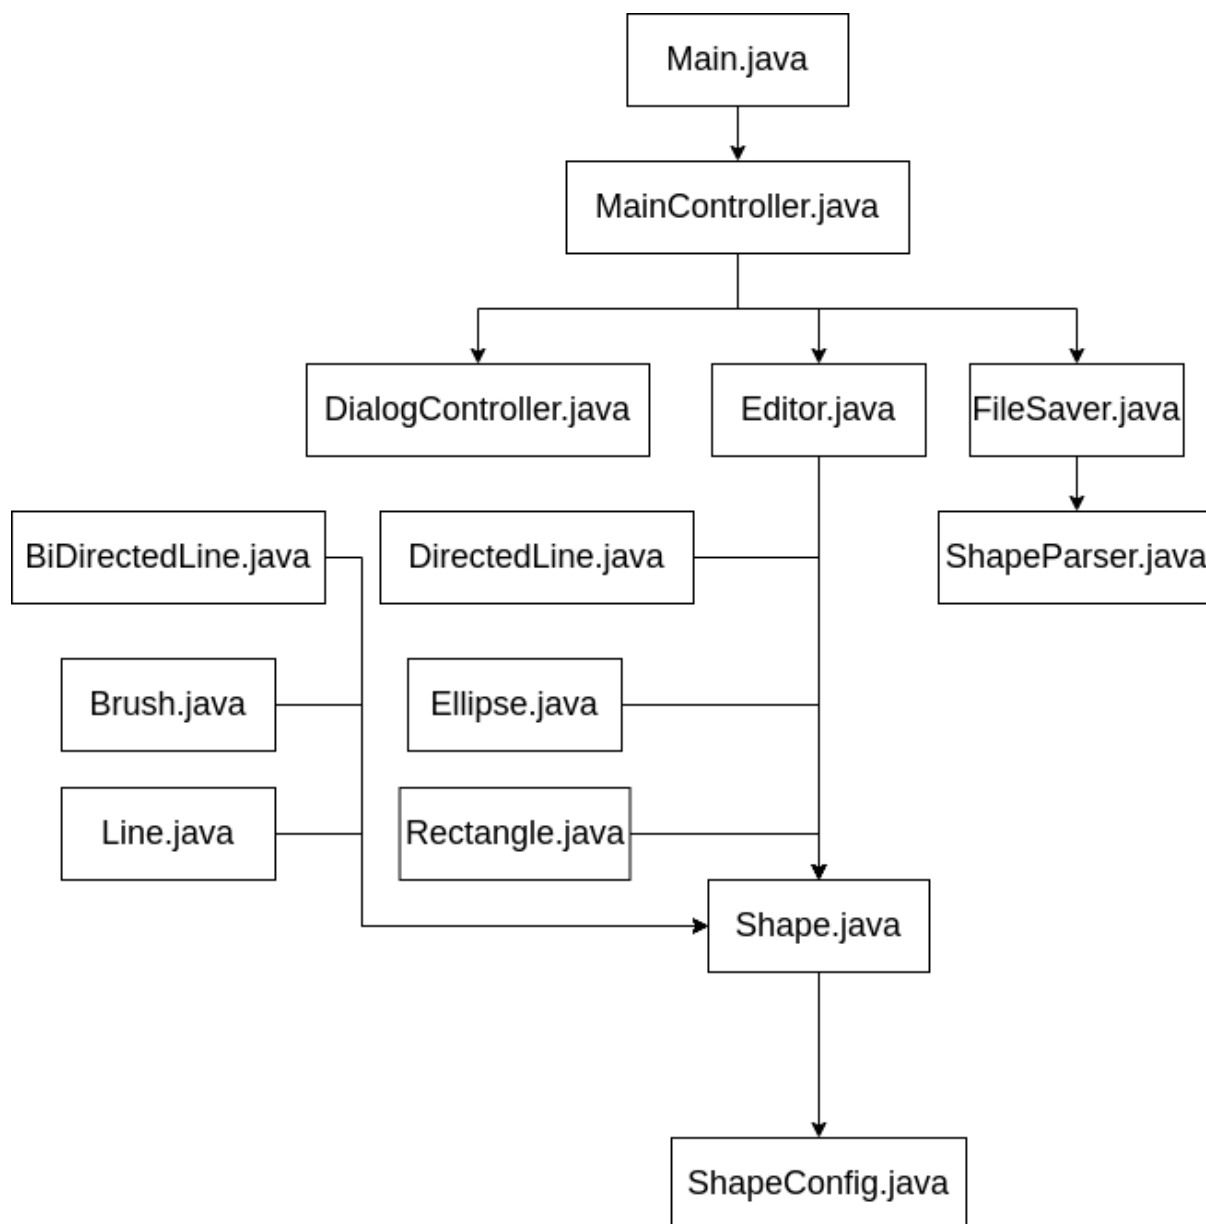 Main.java
MainController.java
DialogController.java
Editor.java
FileSaver.java
BiDirectedLine.java
DirectedLine.java
ShapeParser.java
Brush.java
Ellipse.java
Line.java
Rectangle.java
Shape.java
ShapeConfig.java